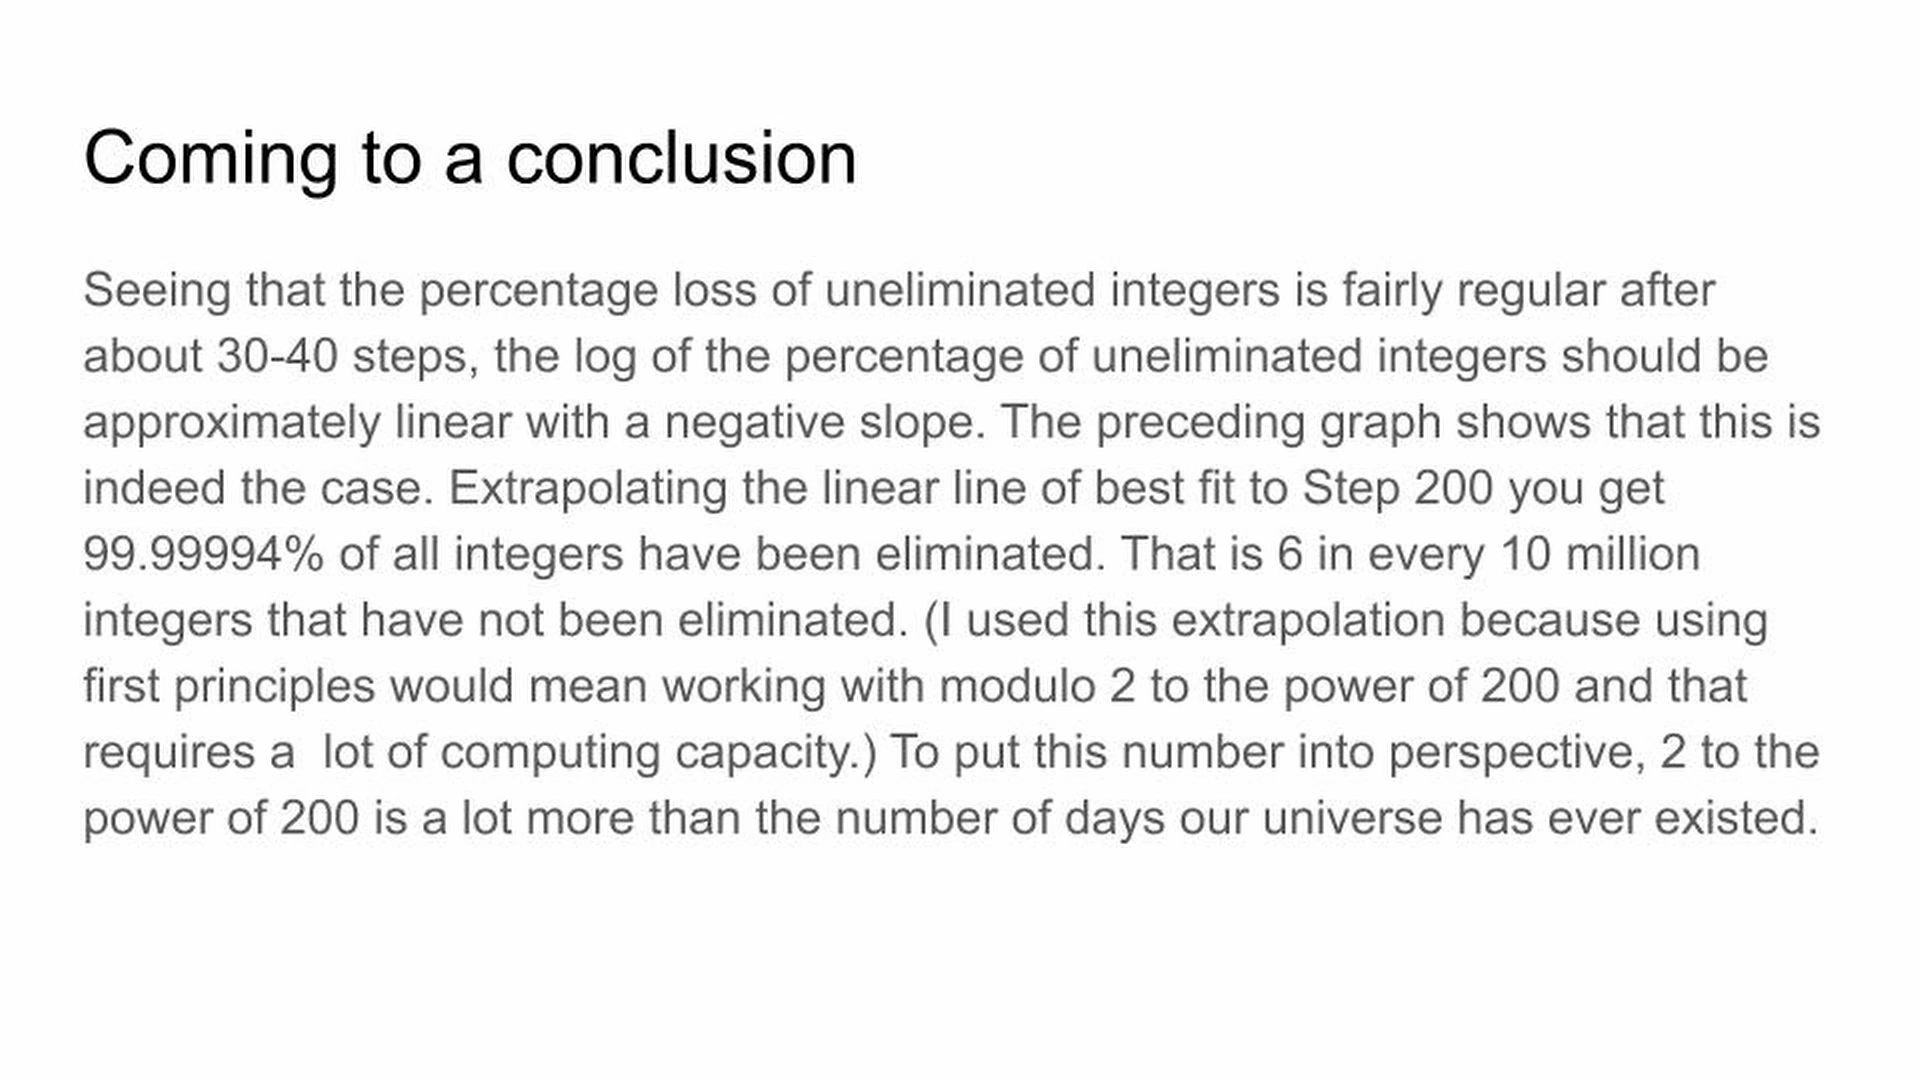 Coming to a conclusion
Seeing that the percentage loss of uneliminated integers is fairly regular after
about 30-40 steps, the log of the percentage of uneliminated integers should be
approximately linear with a negative slope. The preceding graph shows that this is
indeed the case. Extrapolating the linear line of best fit to Step 200 you get
99.99994% of all integers have been eliminated. That is 6 in every 10 million
integers that have not been eliminated. (I used this extrapolation because using
first principles would mean working with modulo 2 to the power of 200 and that
requires a  lot of computing capacity.) To put this number into perspective, 2 to the
power of 200 is a lot more than the number of days our universe has ever existed.